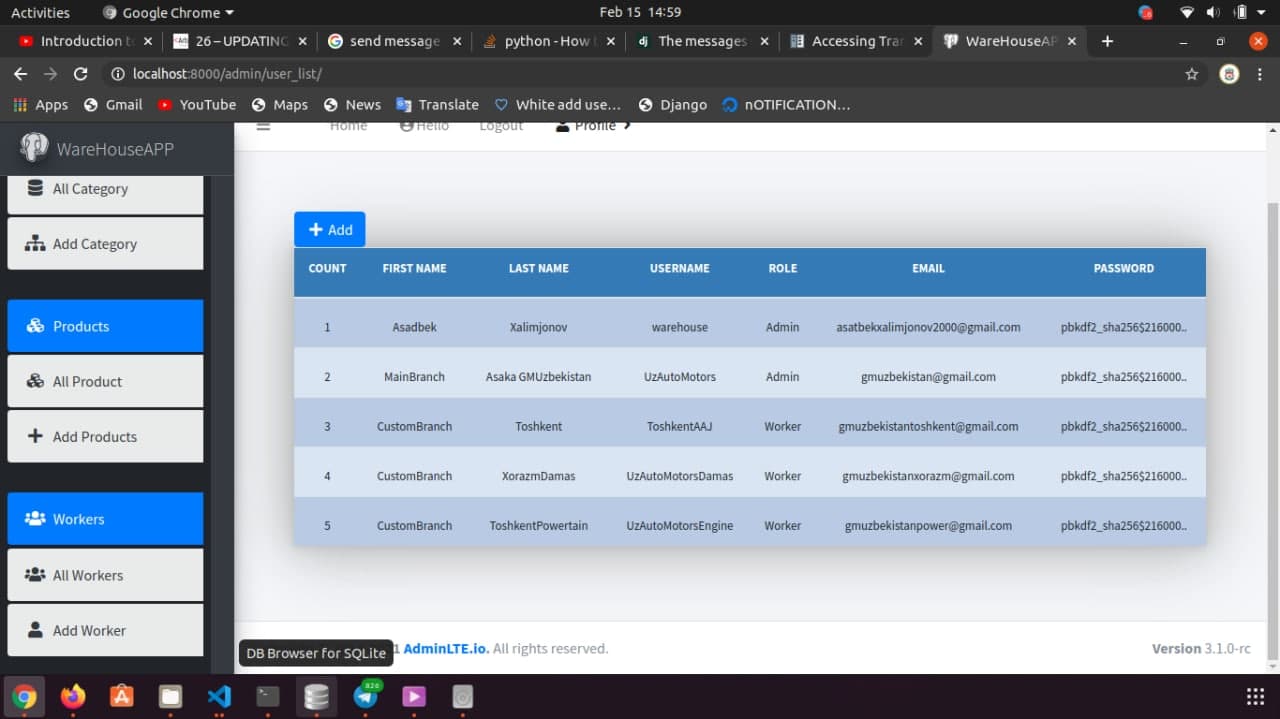 Activities Google Chrome Feb 15 14:59
Introduction t 26 – UPDATING send message python - How t The messages Accessing Trar WareHouseAP
localhost:8000/admin/user_list/
Apps Gmail YouTube Maps News Translate White add use... Django nOTIFICATION...
WareHouseAPP Home Hello Logout Profile
All Category
Add Category
Products
All Product
Add Products
Workers
All Workers
Add Worker
Add
COUNT FIRST NAME LAST NAME USERNAME ROLE EMAIL PASSWORD
1 Asadbek Xalimjonov warehouse Admin asatbekxalimjonov2000@gmail.com pbkdf2_sha256$216000..
2 MainBranch Asaka GMUzbekistan UzAutoMotors Admin gmuzbekistan@gmail.com pbkdf2_sha256$216000..
3 CustomBranch Toshkent ToshkentAAJ Worker gmuzbekistantoshkent@gmail.com pbkdf2_sha256$216000..
4 CustomBranch XorazmDamas UzAutoMotorsDamas Worker gmuzbekistanxorazm@gmail.com pbkdf2_sha256$216000..
5 CustomBranch ToshkentPowertain UzAutoMotorsEngine Worker gmuzbekistanpower@gmail.com pbkdf2_sha256$216000..
DB Browser for SQLite 1 AdminLTE.io. All rights reserved. Version 3.1.0-rc
826